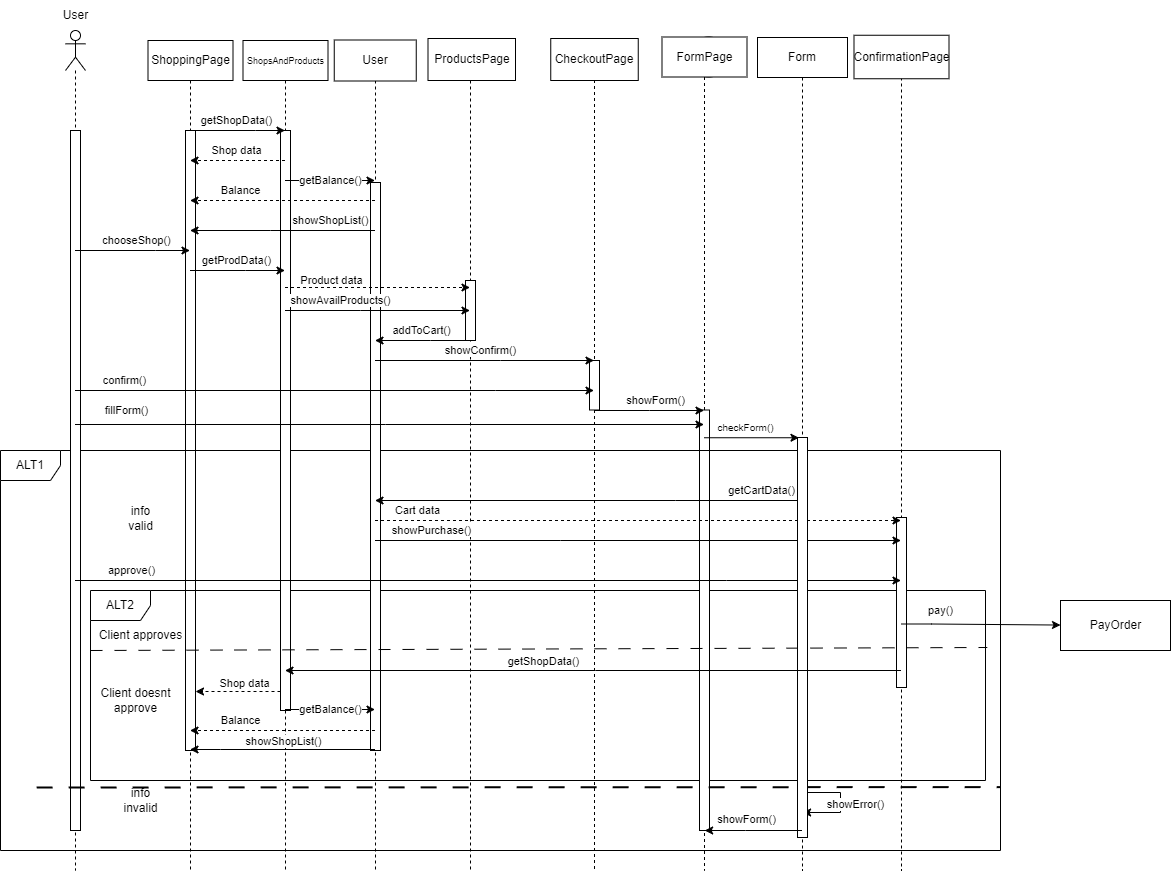 User
ShoppingPage
ShopsAndProducts
User
ProductsPage
CheckoutPage
FormPage
Form
ConfirmationPage
getShopData()
Shop data
getBalance()
Balance
showShopList()
chooseShop()
getProdData()
Product data
showAvailProducts()
addToCart()
showConfirm()
confirm()
showForm()
fillForm()
checkForm()
ALT1
getCartData()
info
valid
Cart data
showPurchase()
approve()
ALT2
pay()
PayOrder
Client approves
getShopData()
Shop data
Client doesnt
approve
getBalance()
Balance
showShopList()
info
invalid
showError()
showForm()